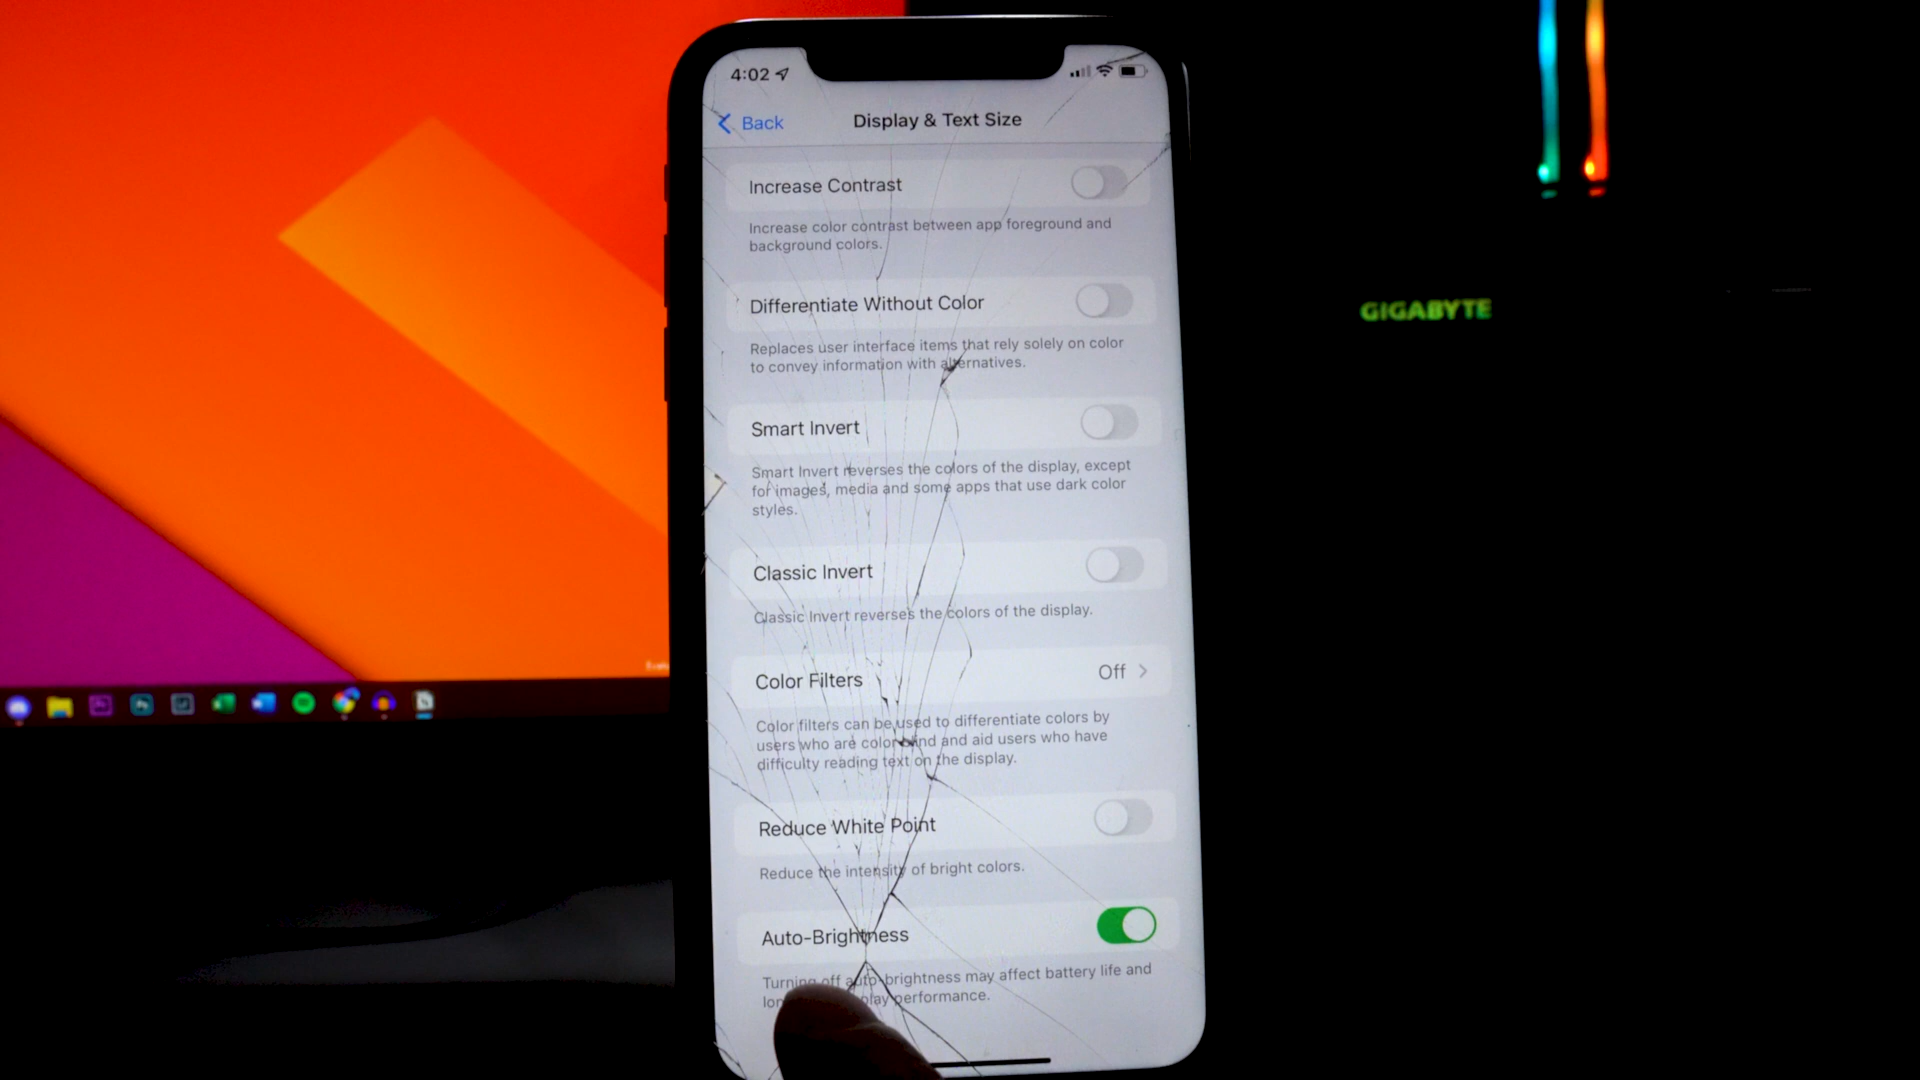 4:02
Back
Display & Text Size
Increase Contrast
Increase color contrast between app foreground and
background colors.
Differentiate Without Color
Replaces user interface items that rely solely on color
to convey information with alternatives.
Smart Invert
Smart Invert reverses the colors of the display, except
for images, media and some apps that use dark color
styles.
Classic Invert
Classic Invert reverses the colors of the display.
Color Filters
Off
Color filters can be used to differentiate colors by
users who are color blind and aid users who have
difficulty reading text on the display.
Reduce White Point
Reduce the intensity of bright colors.
Auto-Brightness
Turning off auto-brightness may affect battery life and
performance.
GIGABYTE